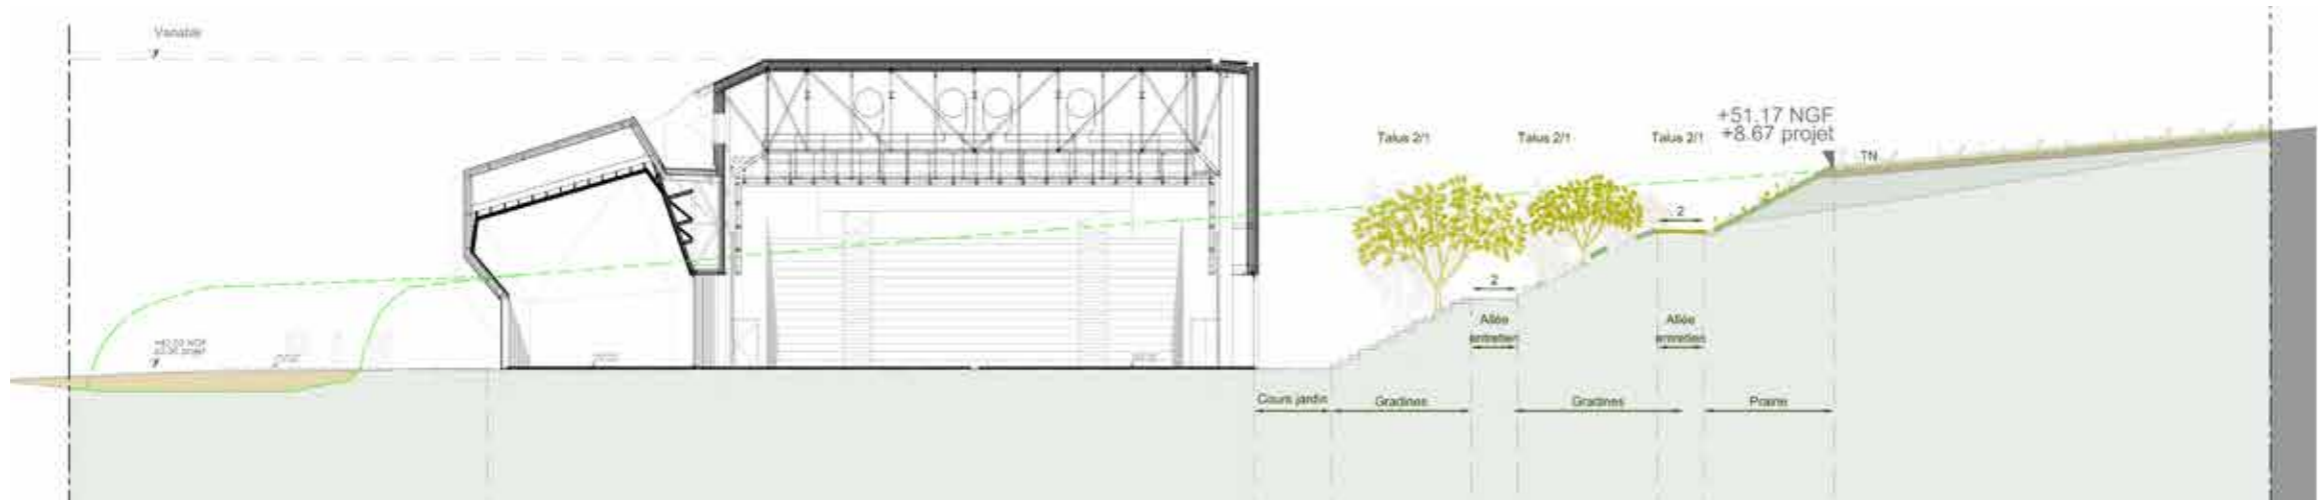 Variable
+51.17 NGF
+8.67 projet
Talus 2/1
Talus 2/1
Talus 2/1
TN
2
2
Allée
entretien
Allée
entretien
Cours jardin
Gradines
Gradines
Prairie